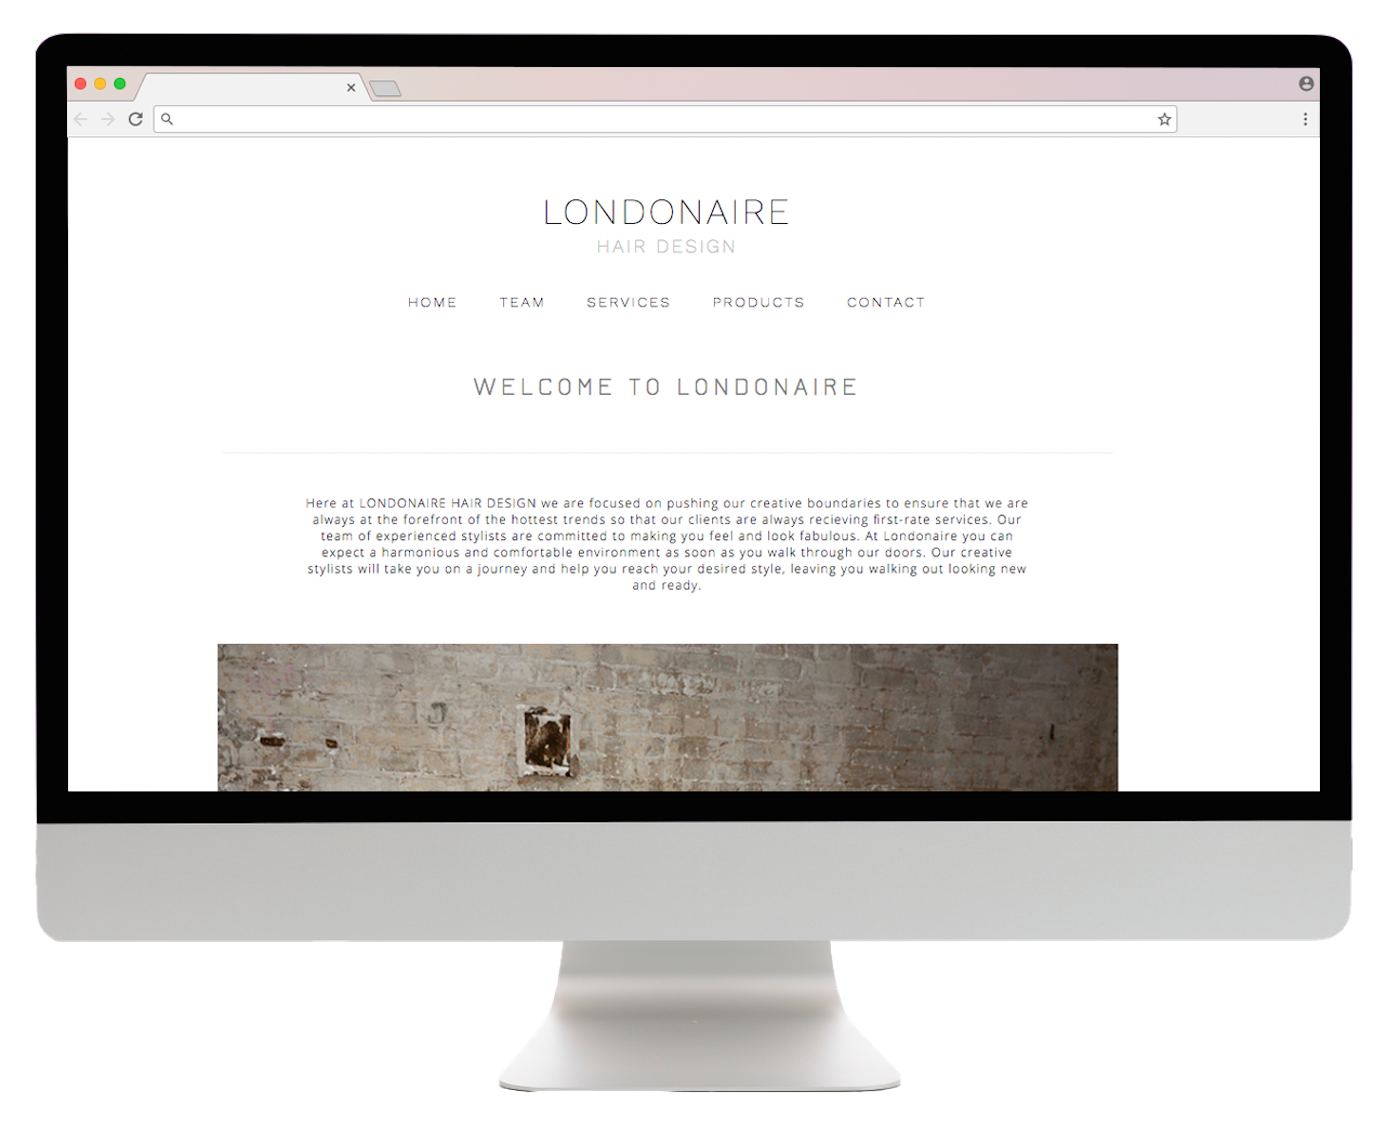 LONDONAIRE
HAIR DESIGN
HOME TEAM SERVICES PRODUCTS CONTACT
WELCOME TO LONDONAIRE
Here at LONDONAIRE HAIR DESIGN we are focused on pushing our creative boundaries to ensure that we are
always at the forefront of the hottest trends so that our clients are always recieving first-rate services. Our
team of experienced stylists are committed to making you feel and look fabulous. At Londonaire you can
expect a harmonious and comfortable environment as soon as you walk through our doors. Our creative
stylists will take you on a journey and help you reach your desired style, leaving you walking out looking new
and ready.